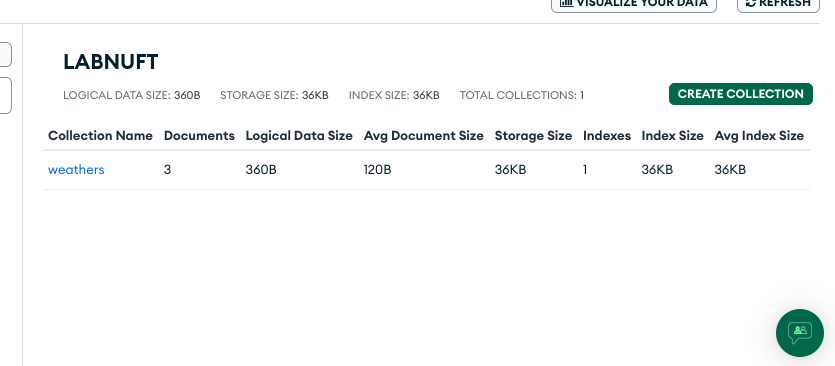 VISUALIZE YOUR DATA REFRESH
LABNUFT
LOGICAL DATA SIZE: 360B STORAGE SIZE: 36KB INDEX SIZE: 36KB TOTAL COLLECTIONS: 1
CREATE COLLECTION
Collection Name Documents Logical Data Size Avg Document Size Storage Size Indexes Index Size Avg Index Size
weathers 3 360B 120B 36KB 1 36KB 36KB